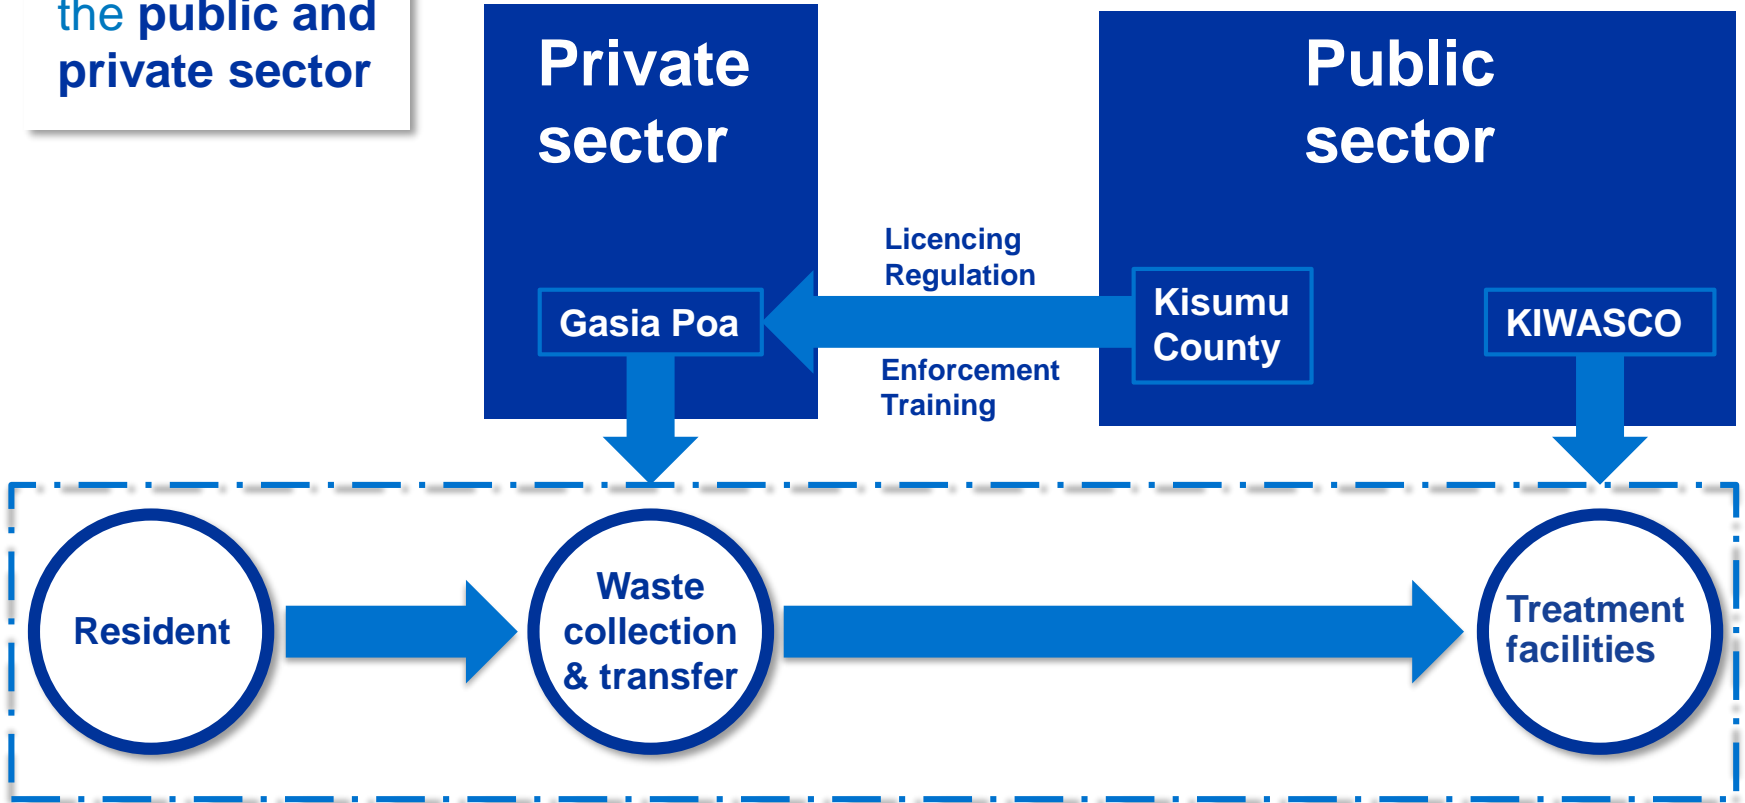 the public and
private sector
Private
sector
Public
sector
Licencing
Regulation
Gasia Poa
Kisumu
County
KIWASCO
Enforcement
Training
Resident
Waste
collection
& transfer
Treatment
facilities